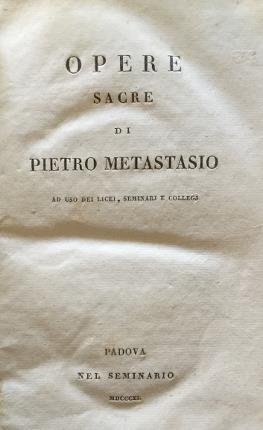 OPERE
SACRE
DI
PIETRO METASTASIO
AD USO DEI LICEI, SEMINARJ E COLLEGJ
PADOVA
NEL SEMINARIO
MDCCCXI.